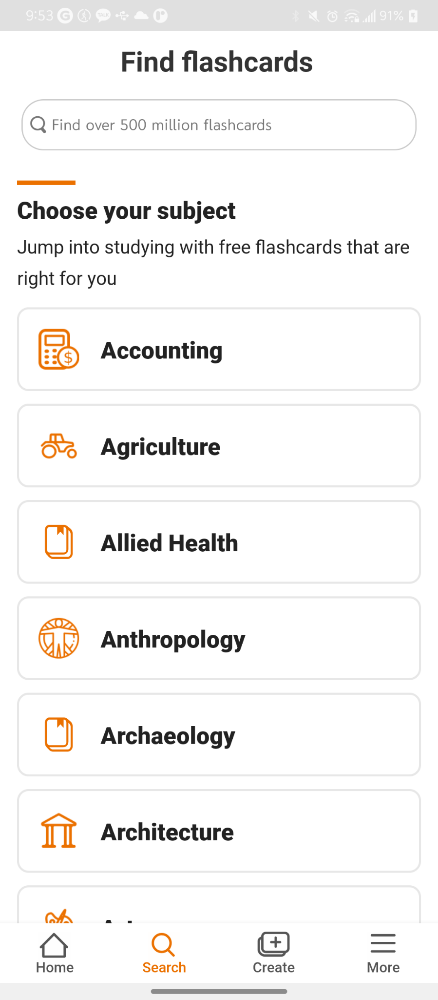 9:53
TALK
91%
Find flashcards
Find over 500 million flashcards
Choose your subject
Jump into studying with free flashcards that are
right for you
Accounting
Agriculture
Allied Health
Anthropology
Archaeology
Architecture
Home
Search
Create
More